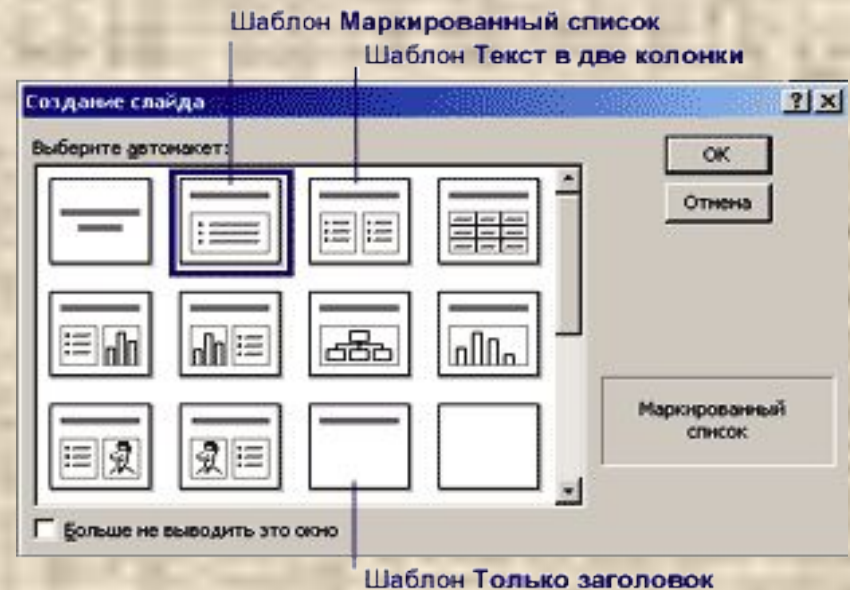 Шаблон Маркированный список
Шаблон Текст в две колонки
Создание слайда
Выберите автомакет:
ОК
Отмена
Маркированный
список
Больше не выводить это окно
Шаблон Только заголовок